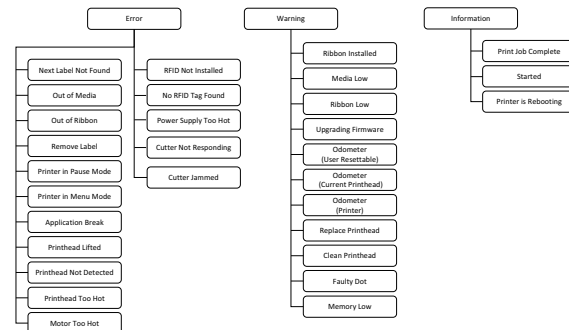 Error
Next Label Not Found
Out of Media
Out of Ribbon
Remove Label
Printer in Pause Mode
Printer in Menu Mode
Application Break
Printhead Lifted
Printhead Not Detected
Printhead Too Hot
Motor Too Hot
RFID Not Installed
No RFID Tag Found
Power Supply Too Hot
Cutter Not Responding
Cutter Jammed
Warning
Ribbon Installed
Media Low
Ribbon Low
Upgrading Firmware
Odometer
(User Resettable)
Odometer
(Current Printhead)
Odometer
(Printer)
Replace Printhead
Clean Printhead
Faulty Dot
Memory Low
Information
Print Job Complete
Started
Printer is Rebooting